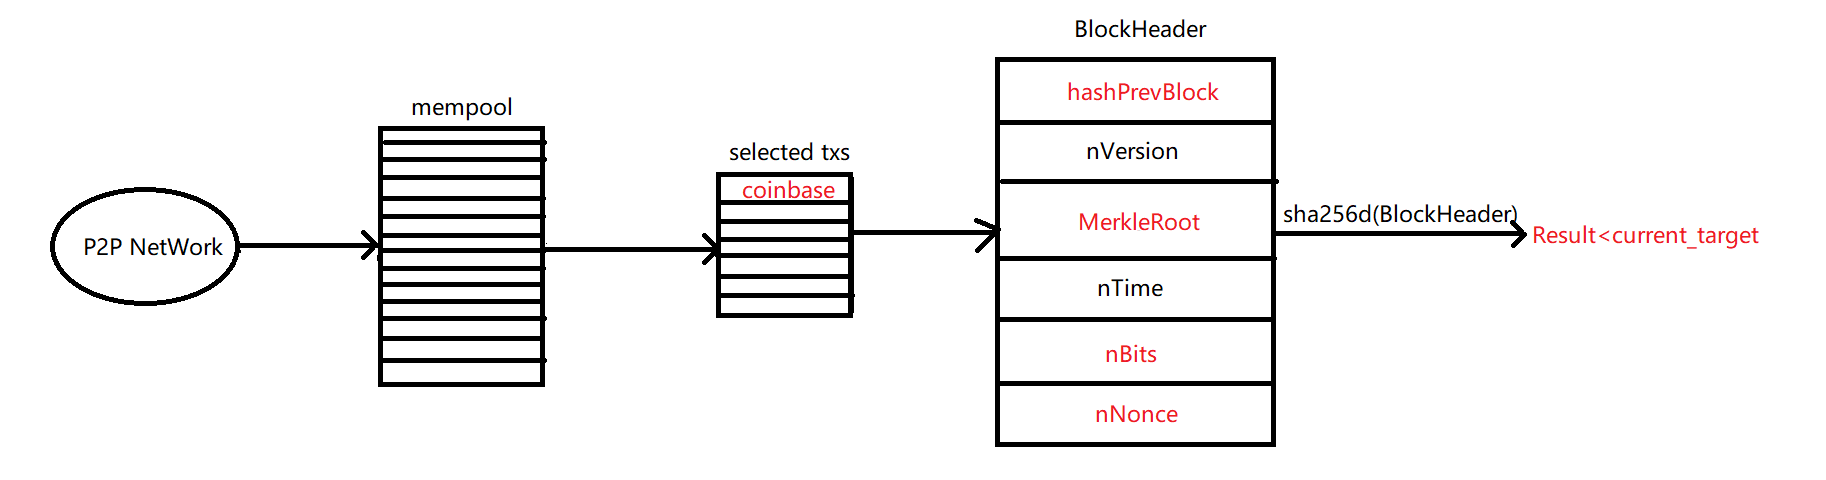 BlockHeader
mempool
selected txs
coinbase
P2P NetWork
hashPrevBlock
nVersion
MerkleRoot
nTime
nBits
nNonce
sha256d(BlockHeader)
Result<current_target